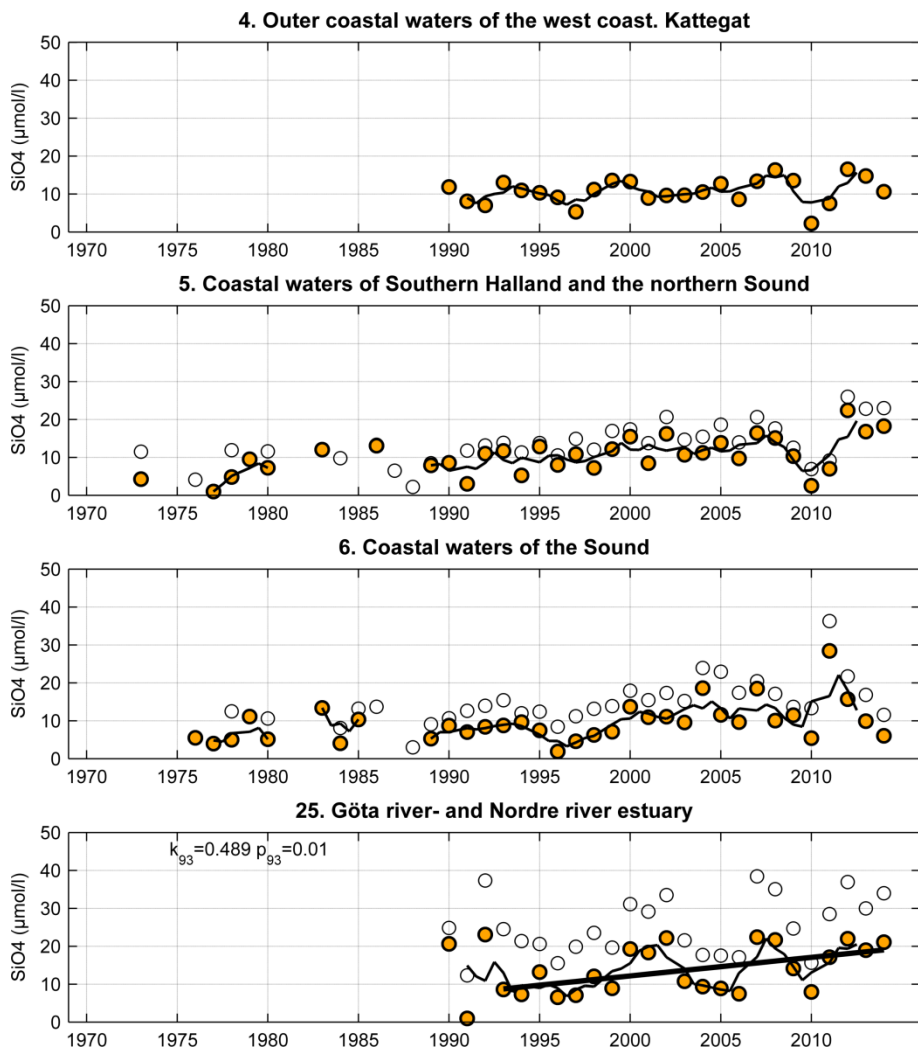 4. Outer coastal waters of the west coast. Kattegat
50
40
30
20
10
0
SiO4 (µmol/l)
1970 1975 1980 1985 1990 1995 2000 2005 2010
5. Coastal waters of Southern Halland and the northern Sound
50
40
30
20
10
0
SiO4 (µmol/l)
1970 1975 1980 1985 1990 1995 2000 2005 2010
6. Coastal waters of the Sound
50
40
30
20
10
0
SiO4 (µmol/l)
1970 1975 1980 1985 1990 1995 2000 2005 2010
25. Göta river- and Nordre river estuary
k93=0.489 p93=0.01
50
40
30
20
10
0
SiO4 (µmol/l)
1970 1975 1980 1985 1990 1995 2000 2005 2010